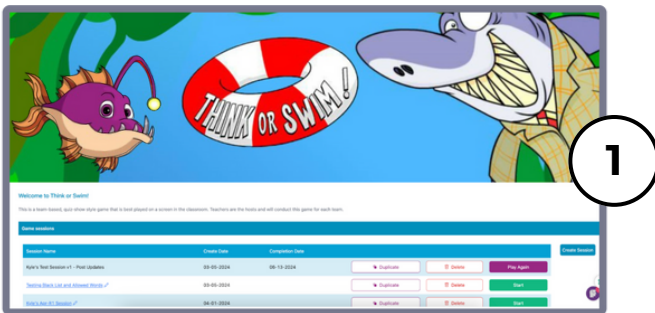 THINK OR SWIM!
1
Welcome to Think or Swim!
This is a team-based, quiz-show style game that is best played on a screen in the classroom. Teachers are the hosts and will conduct this game for each team.
Game sessions
Create Session
Session Name Create Date Completion Date
Kyle's Test Session v1 - Post Updates 03-05-2024 06-13-2024 Duplicate Delete Play Again
Testing Black List and Allowed Words 03-05-2024 Duplicate Delete Start
Kyle's Apr #1 Session 04-01-2024 Duplicate Delete Start